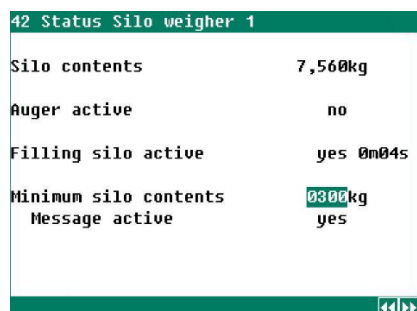 42 Status Silo weigher 1
Silo contents 7,560kg
Auger active no
Filling silo active yes 0m04s
Minimum silo contents 0300kg
Message active yes